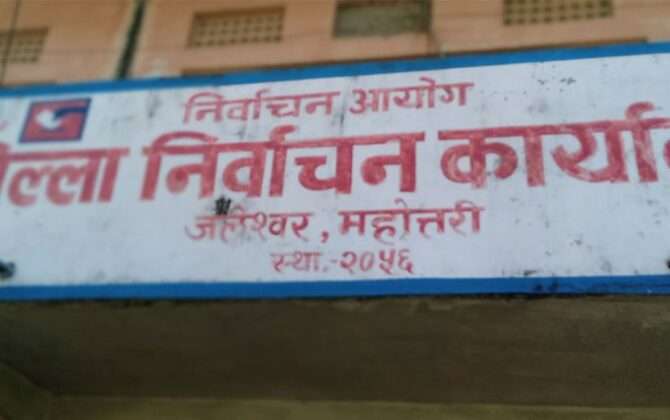 निर्वाचन आयोग
िल्ला निर्वाचन कार्या
जलेश्वर, महोत्तरी
स्था.-२०५६